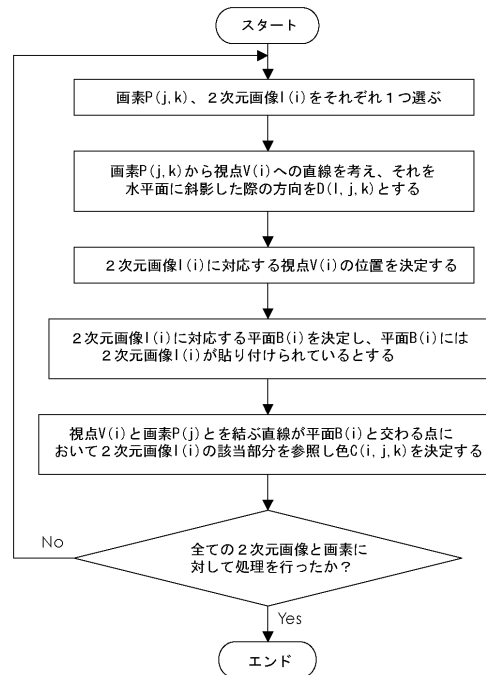 スタート
画素P(j,k)、２次元画像I(i)をそれぞれ１つ選ぶ
画素P(j,k)から視点V(i)への直線を考え、それを
水平面に斜影した際の方向をD(I,j,k)とする
２次元画像I(i)に対応する視点V(i)の位置を決定する
２次元画像I(i)に対応する平面B(i)を決定し、平面B(i)には
２次元画像I(i)が貼り付けられているとする
視点V(i)と画素P(j)とを結ぶ直線が平面B(i)と交わる点に
おいて２次元画像I(i)の該当部分を参照し色C(i,j,k)を決定する
No
全ての２次元画像と画素に
対して処理を行ったか？
Yes
エンド